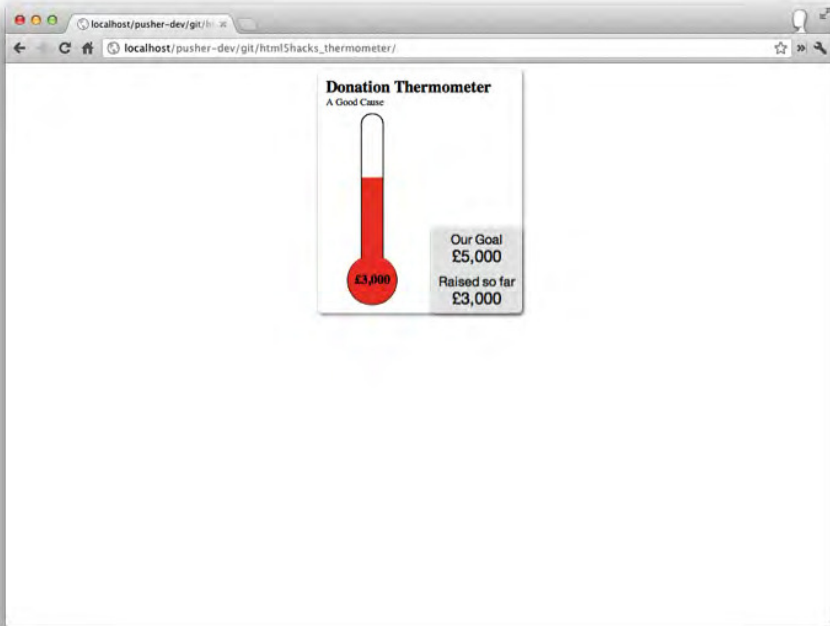 localhost/pusher-dev/git/h
localhost/pusher-dev/git/html5hacks_thermometer/
Donation Thermometer
A Good Cause
£3,000
Our Goal
£5,000
Raised so far
£3,000